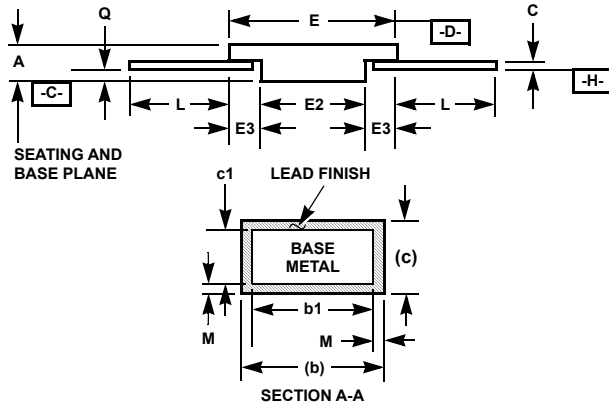 E
-D-
C
Q
A
-C-
-H-
L
E2
L
E3
E3
SEATING AND
BASE PLANE
c1
LEAD FINISH
BASE
METAL
(c)
b1
M
M
(b)
SECTION A-A